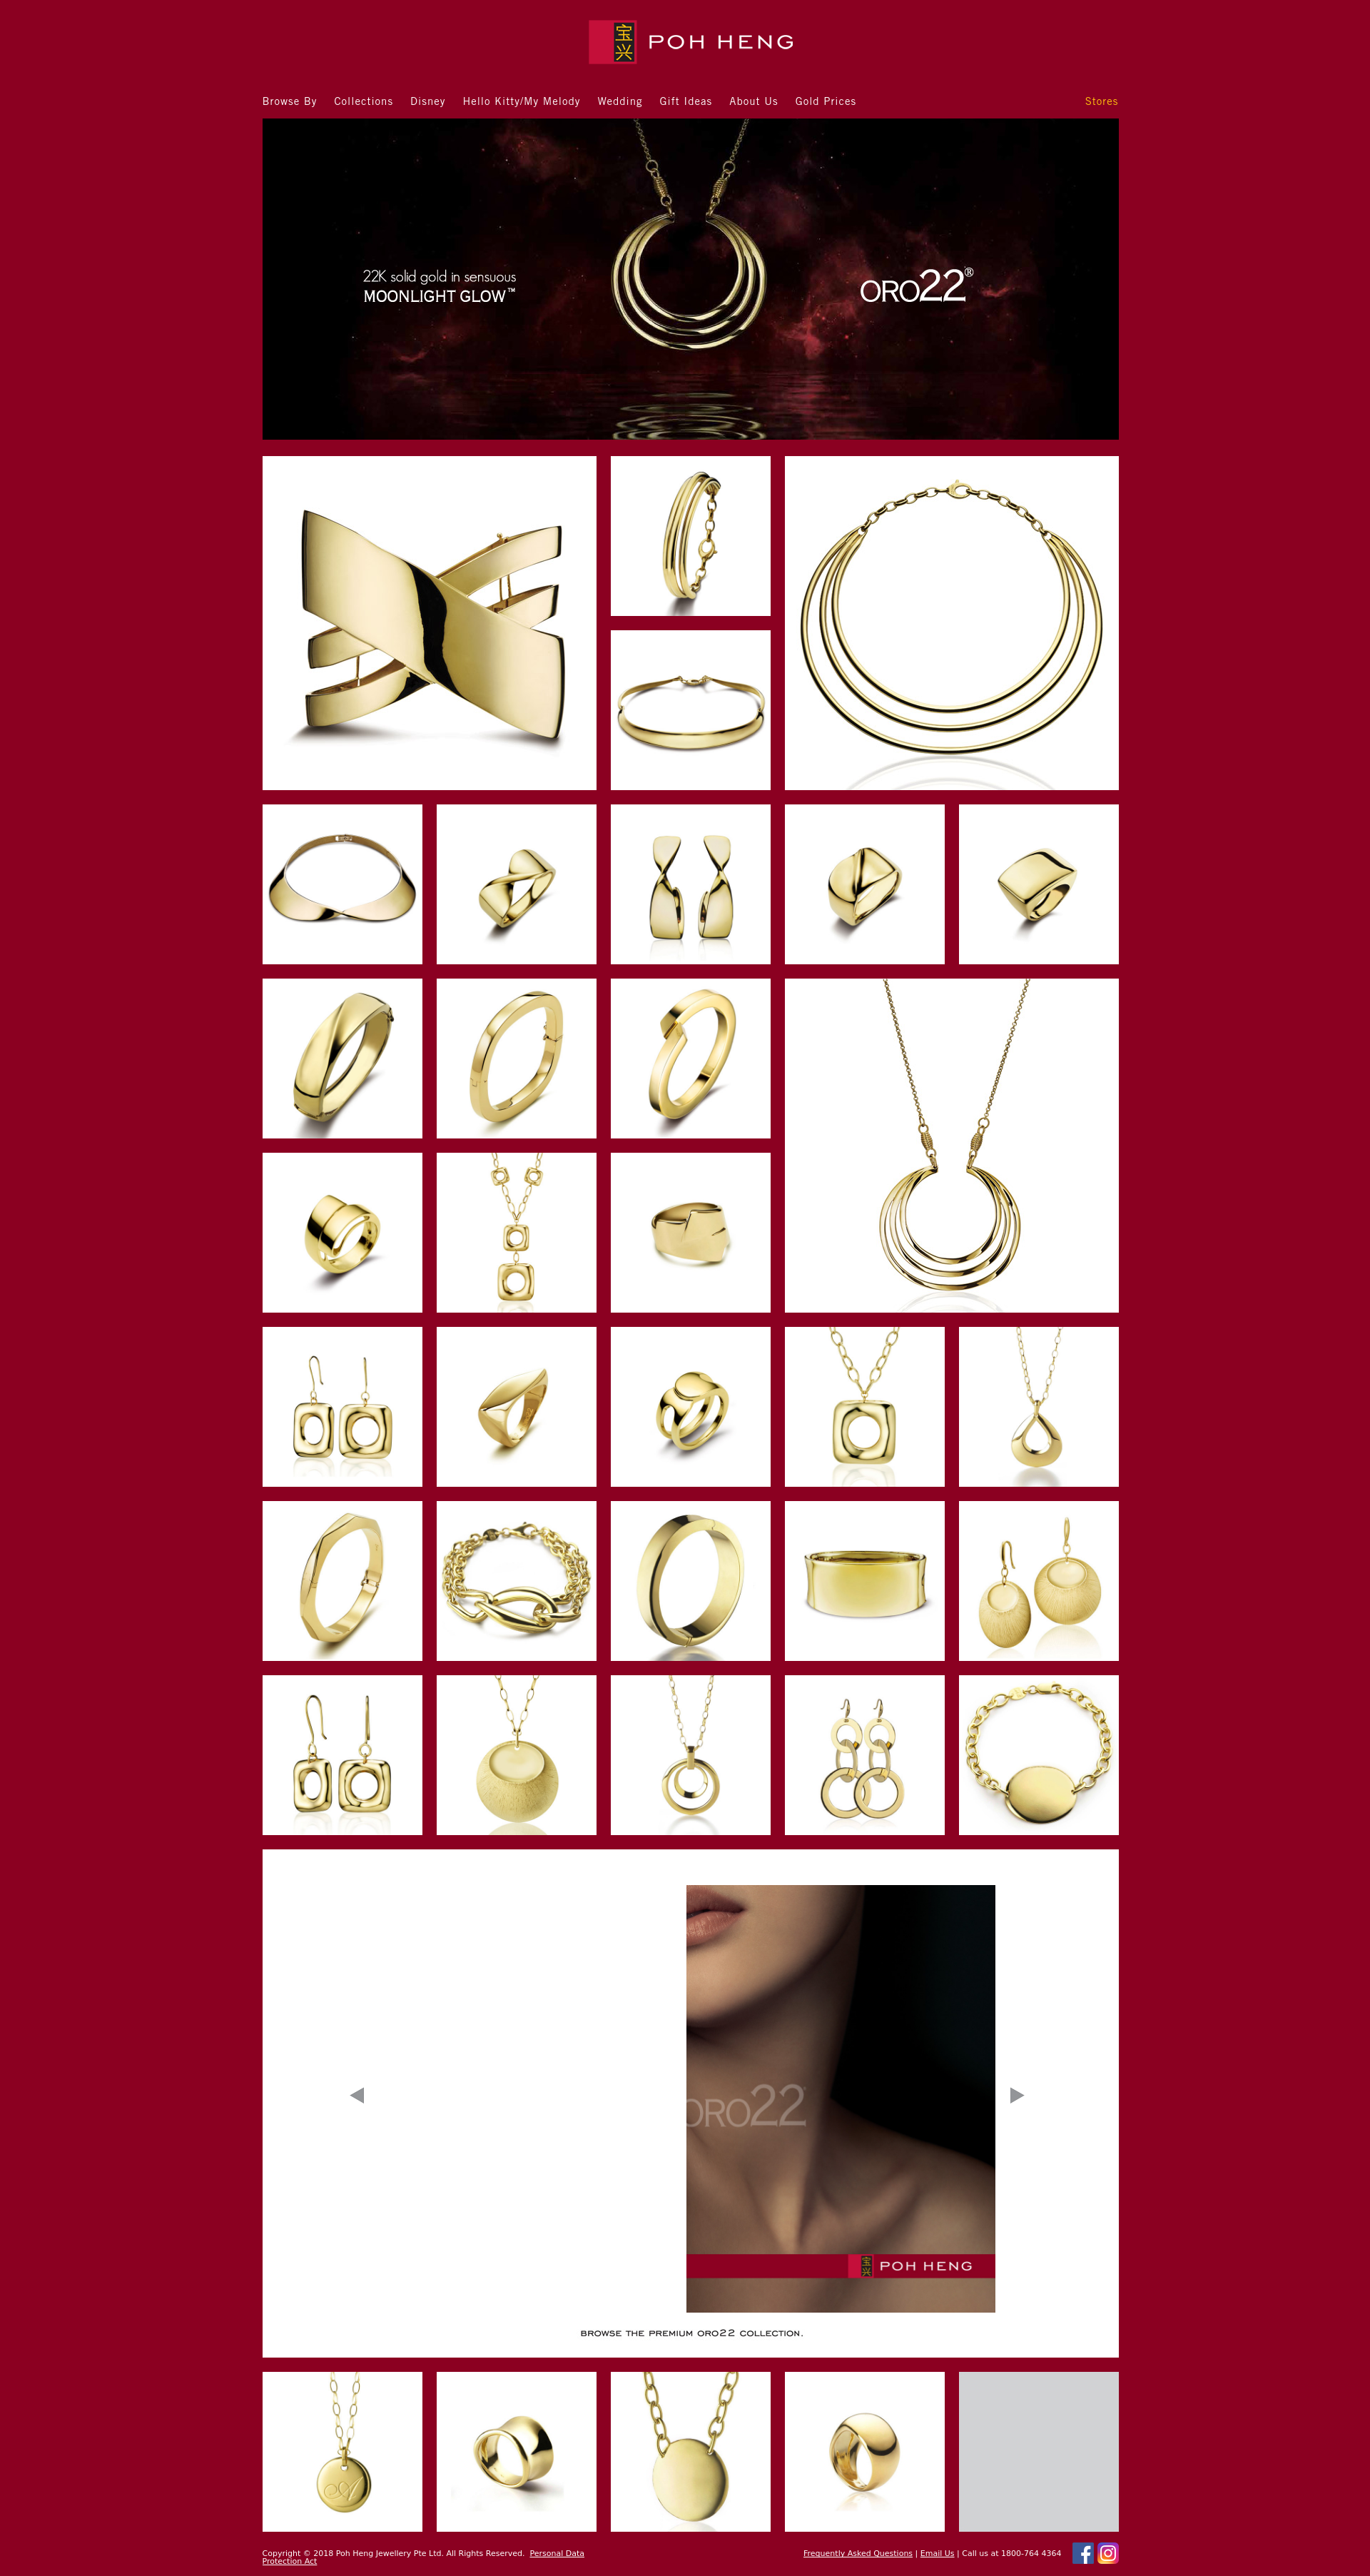 宝兴 POH HENG
Browse By Collections Disney Hello Kitty/My Melody Wedding Gift Ideas About Us Gold Prices Stores
22K solid gold in sensuous
MOONLIGHT GLOW™
ORO22®
A
ORO22
宝兴 POH HENG
BROWSE THE PREMIUM ORO22 COLLECTION.
Copyright © 2018 Poh Heng Jewellery Pte Ltd. All Rights Reserved. Personal Data
Protection Act
Frequently Asked Questions | Email Us | Call us at 1800-764 4364